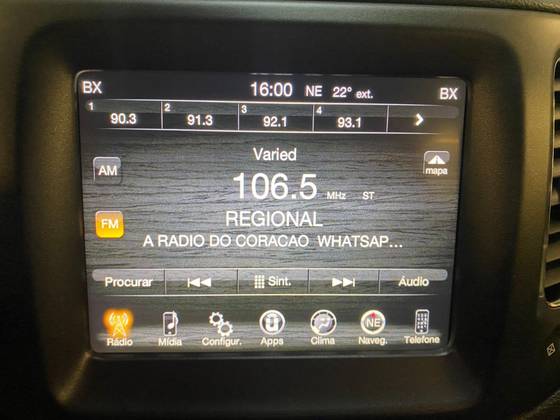 BX 16:00 NE 22° ext. BX
1 90.3 2 91.3 3 92.1 4 93.1
Varied
AM 106.5 MHz ST mapa
FM REGIONAL
A RADIO DO CORACAO WHATSAP...
Procurar Sint. Áudio
NE
Rádio Mídia Configur. Apps Clima Naveg. Telefone